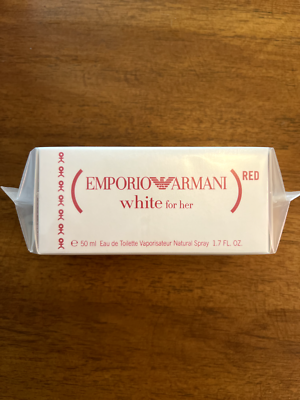 (EMPORIO ARMANI) RED
white for her
℮ 50 ml Eau de Toilette Vaporisateur Natural Spray 1.7 FL. OZ.